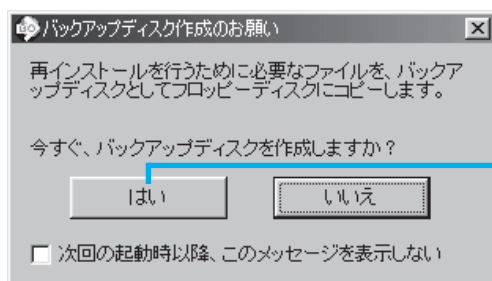 バックアップディスク作成のお願い
再インストールを行うために必要なファイルを、バックア
ップディスクとしてフロッピーディスクにコピーします。
今すぐ、バックアップディスクを作成しますか？
はい いいえ
次回の起動時以降、このメッセージを表示しない